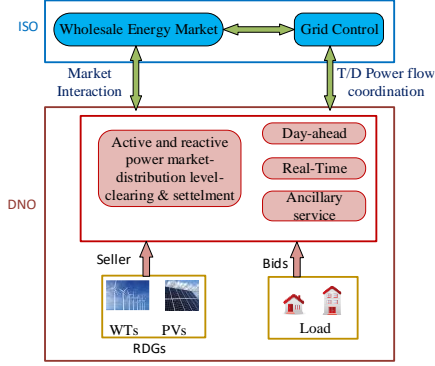 ISO
Wholesale Energy Market
Grid Control
Market
Interaction
T/D Power flow
coordination
DNO
Active and reactive
power market-
distribution level-
clearing & settelment
Day-ahead
Real-Time
Ancillary
service
Seller
Bids
WTs
PVs
RDGs
Load